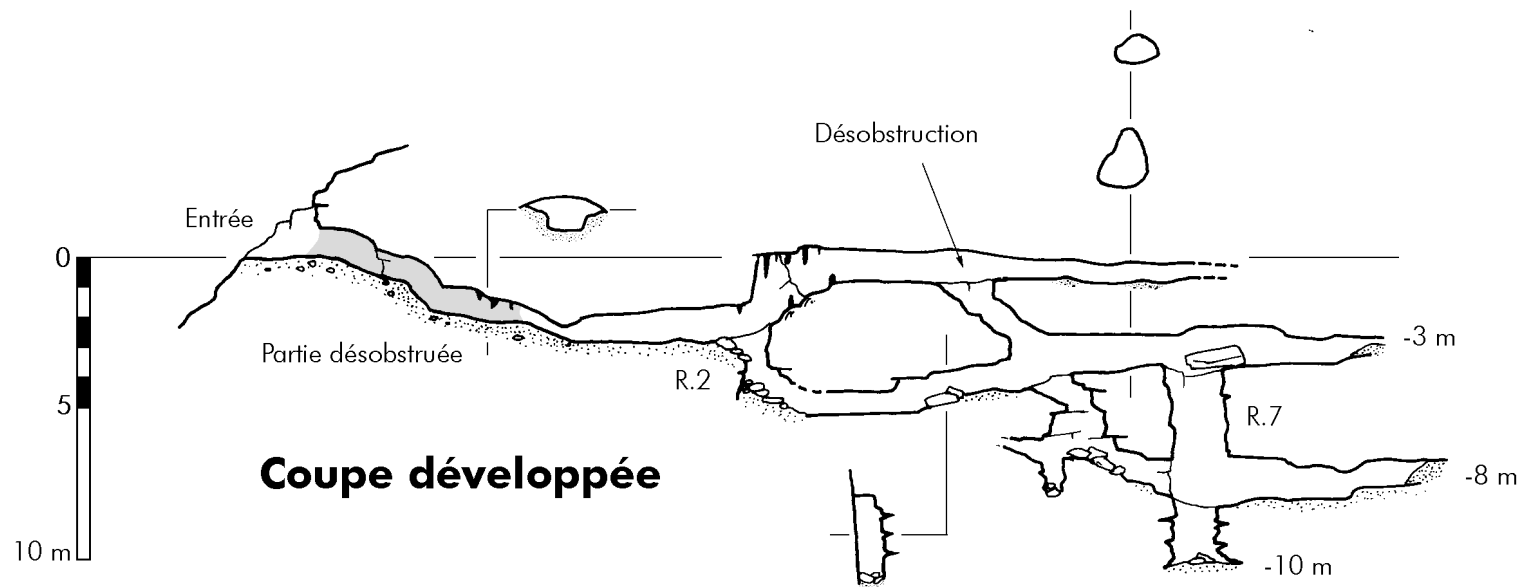 Désobstruction
Entrée
0
Partie désobstruée
-3 m
R.2
5
R.7
Coupe développée
-8 m
10 m
-10 m